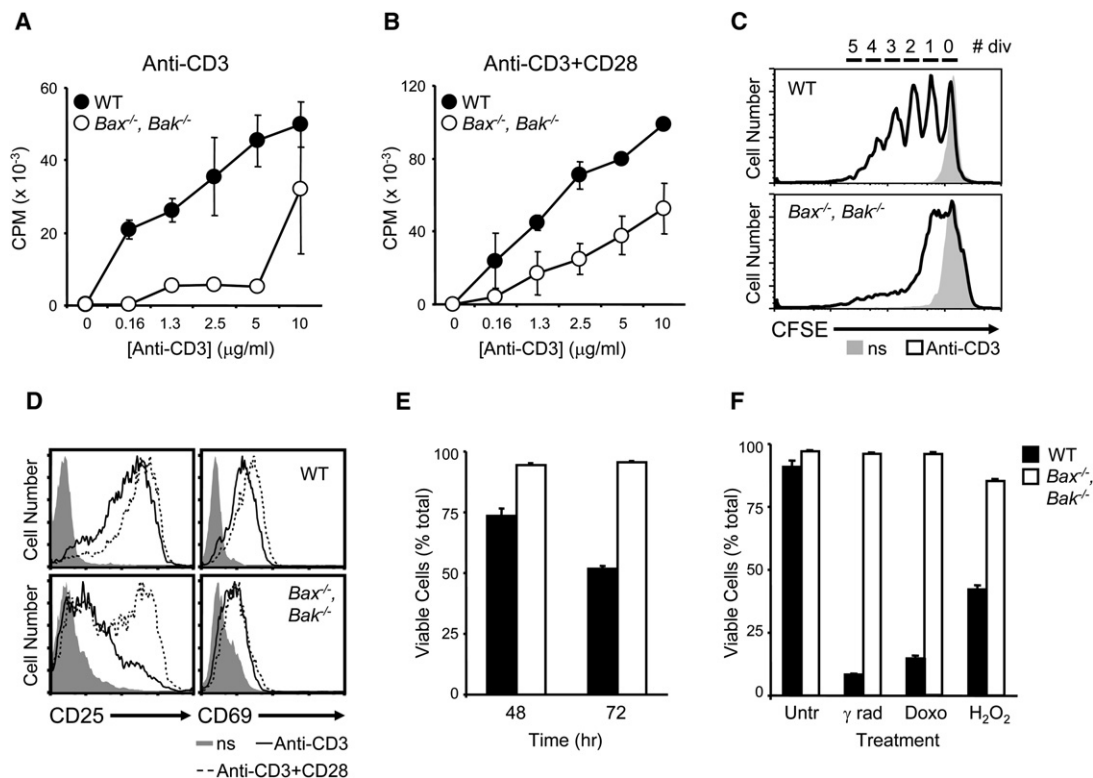 A
Anti-CD3
60
40
20
0
CPM (x 10⁻³)
WT
Bax⁻/⁻, Bak⁻/⁻
0 0.16 1.3 2.5 5 10
[Anti-CD3] (μg/ml)
B
Anti-CD3+CD28
120
80
40
0
CPM (x 10⁻³)
WT
Bax⁻/⁻, Bak⁻/⁻
0 0.16 1.3 2.5 5 10
[Anti-CD3] (μg/ml)
C
5 4 3 2 1 0 # div
WT
Cell Number
Bax⁻/⁻, Bak⁻/⁻
Cell Number
CFSE
ns Anti-CD3
D
WT
Cell Number
Bax⁻/⁻,
Bak⁻/⁻
Cell Number
CD25 CD69
ns Anti-CD3
Anti-CD3+CD28
E
100
75
50
25
0
Viable Cells (% total)
48 72
Time (hr)
F
100
75
50
25
0
Viable Cells (% total)
WT
Bax⁻/⁻,
Bak⁻/⁻
Untr γ rad Doxo H₂O₂
Treatment